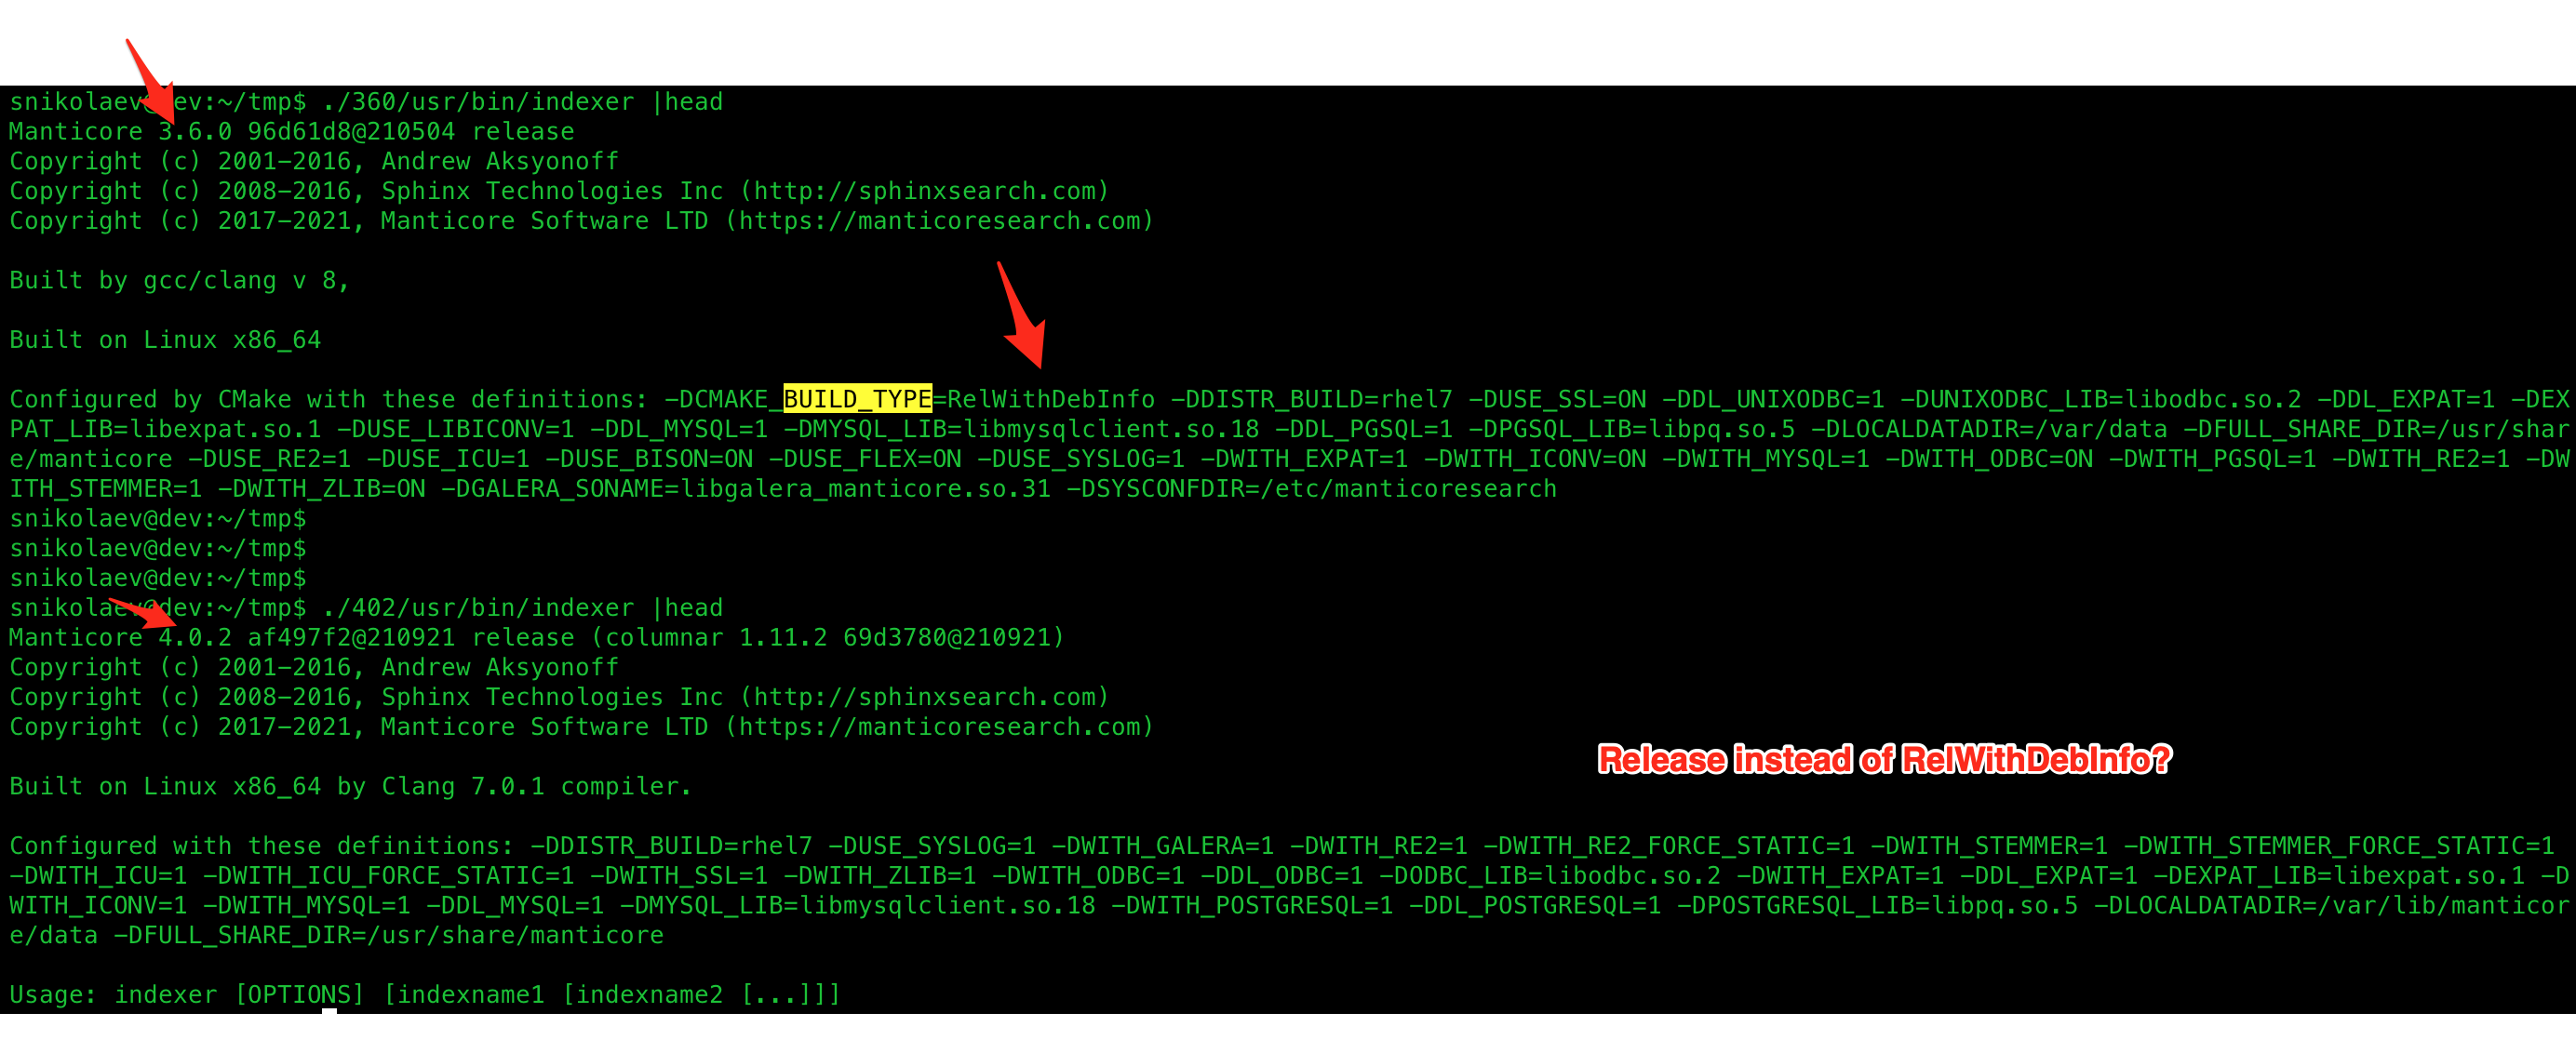 snikolaev@dev:~/tmp$ ./360/usr/bin/indexer |head
Manticore 3.6.0 96d61d8@210504 release
Copyright (c) 2001-2016, Andrew Aksyonoff
Copyright (c) 2008-2016, Sphinx Technologies Inc (http://sphinxsearch.com)
Copyright (c) 2017-2021, Manticore Software LTD (https://manticoresearch.com)
Built by gcc/clang v 8,
Built on Linux x86_64
Configured by CMake with these definitions: -DCMAKE_BUILD_TYPE=RelWithDebInfo -DDISTR_BUILD=rhel7 -DUSE_SSL=ON -DDL_UNIXODBC=1 -DUNIXODBC_LIB=libodbc.so.2 -DDL_EXPAT=1 -DEX
PAT_LIB=libexpat.so.1 -DUSE_LIBICONV=1 -DDL_MYSQL=1 -DMYSQL_LIB=libmysqlclient.so.18 -DDL_PGSQL=1 -DPGSQL_LIB=libpq.so.5 -DLOCALDATADIR=/var/data -DFULL_SHARE_DIR=/usr/shar
e/manticore -DUSE_RE2=1 -DUSE_ICU=1 -DUSE_BISON=ON -DUSE_FLEX=ON -DUSE_SYSLOG=1 -DWITH_EXPAT=1 -DWITH_ICONV=ON -DWITH_MYSQL=1 -DWITH_ODBC=ON -DWITH_PGSQL=1 -DWITH_RE2=1 -DW
ITH_STEMMER=1 -DWITH_ZLIB=ON -DGALERA_SONAME=libgalera_manticore.so.31 -DSYSCONFDIR=/etc/manticoresearch
snikolaev@dev:~/tmp$
snikolaev@dev:~/tmp$
snikolaev@dev:~/tmp$
snikolaev@dev:~/tmp$ ./402/usr/bin/indexer |head
Manticore 4.0.2 af497f2@210921 release (columnar 1.11.2 69d3780@210921)
Copyright (c) 2001-2016, Andrew Aksyonoff
Copyright (c) 2008-2016, Sphinx Technologies Inc (http://sphinxsearch.com)
Copyright (c) 2017-2021, Manticore Software LTD (https://manticoresearch.com)
Release instead of RelWithDebInfo?
Built on Linux x86_64 by Clang 7.0.1 compiler.
Configured with these definitions: -DDISTR_BUILD=rhel7 -DUSE_SYSLOG=1 -DWITH_GALERA=1 -DWITH_RE2=1 -DWITH_RE2_FORCE_STATIC=1 -DWITH_STEMMER=1 -DWITH_STEMMER_FORCE_STATIC=1
-DWITH_ICU=1 -DWITH_ICU_FORCE_STATIC=1 -DWITH_SSL=1 -DWITH_ZLIB=1 -DWITH_ODBC=1 -DDL_ODBC=1 -DODBC_LIB=libodbc.so.2 -DWITH_EXPAT=1 -DDL_EXPAT=1 -DEXPAT_LIB=libexpat.so.1 -D
WITH_ICONV=1 -DWITH_MYSQL=1 -DDL_MYSQL=1 -DMYSQL_LIB=libmysqlclient.so.18 -DWITH_POSTGRESQL=1 -DDL_POSTGRESQL=1 -DPOSTGRESQL_LIB=libpq.so.5 -DLOCALDATADIR=/var/lib/manticor
e/data -DFULL_SHARE_DIR=/usr/share/manticore
Usage: indexer [OPTIONS] [indexname1 [indexname2 [...]]]